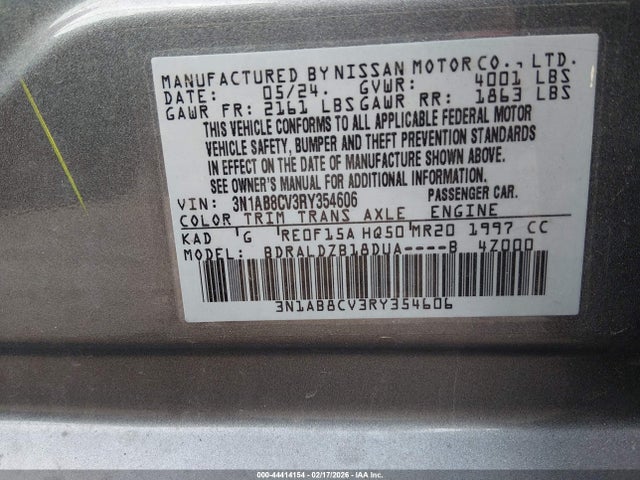 MANUFACTURED BY NISSAN MOTOR CO., LTD.
DATE: 05/24. GVWR: 4001 LBS
GAWR FR: 2161 LBS GAWR RR: 1863 LBS
THIS VEHICLE CONFORMS TO ALL APPLICABLE FEDERAL MOTOR
VEHICLE SAFETY, BUMPER AND THEFT PREVENTION STANDARDS
IN EFFECT ON THE DATE OF MANUFACTURE SHOWN ABOVE.
SEE OWNER'S MANUAL FOR ADDITIONAL INFORMATION.
VIN: 3N1AB8CV3RY354606 PASSENGER CAR.
COLOR TRIM TRANS AXLE ENGINE
KAD G RE0F15A HQ50 MR20 1997 CC
MODEL: BDRALDZB18DUA----B 4Z000
3N1AB8CV3RY354606
000-44414154 | 02/17/2026 | IAA Inc.